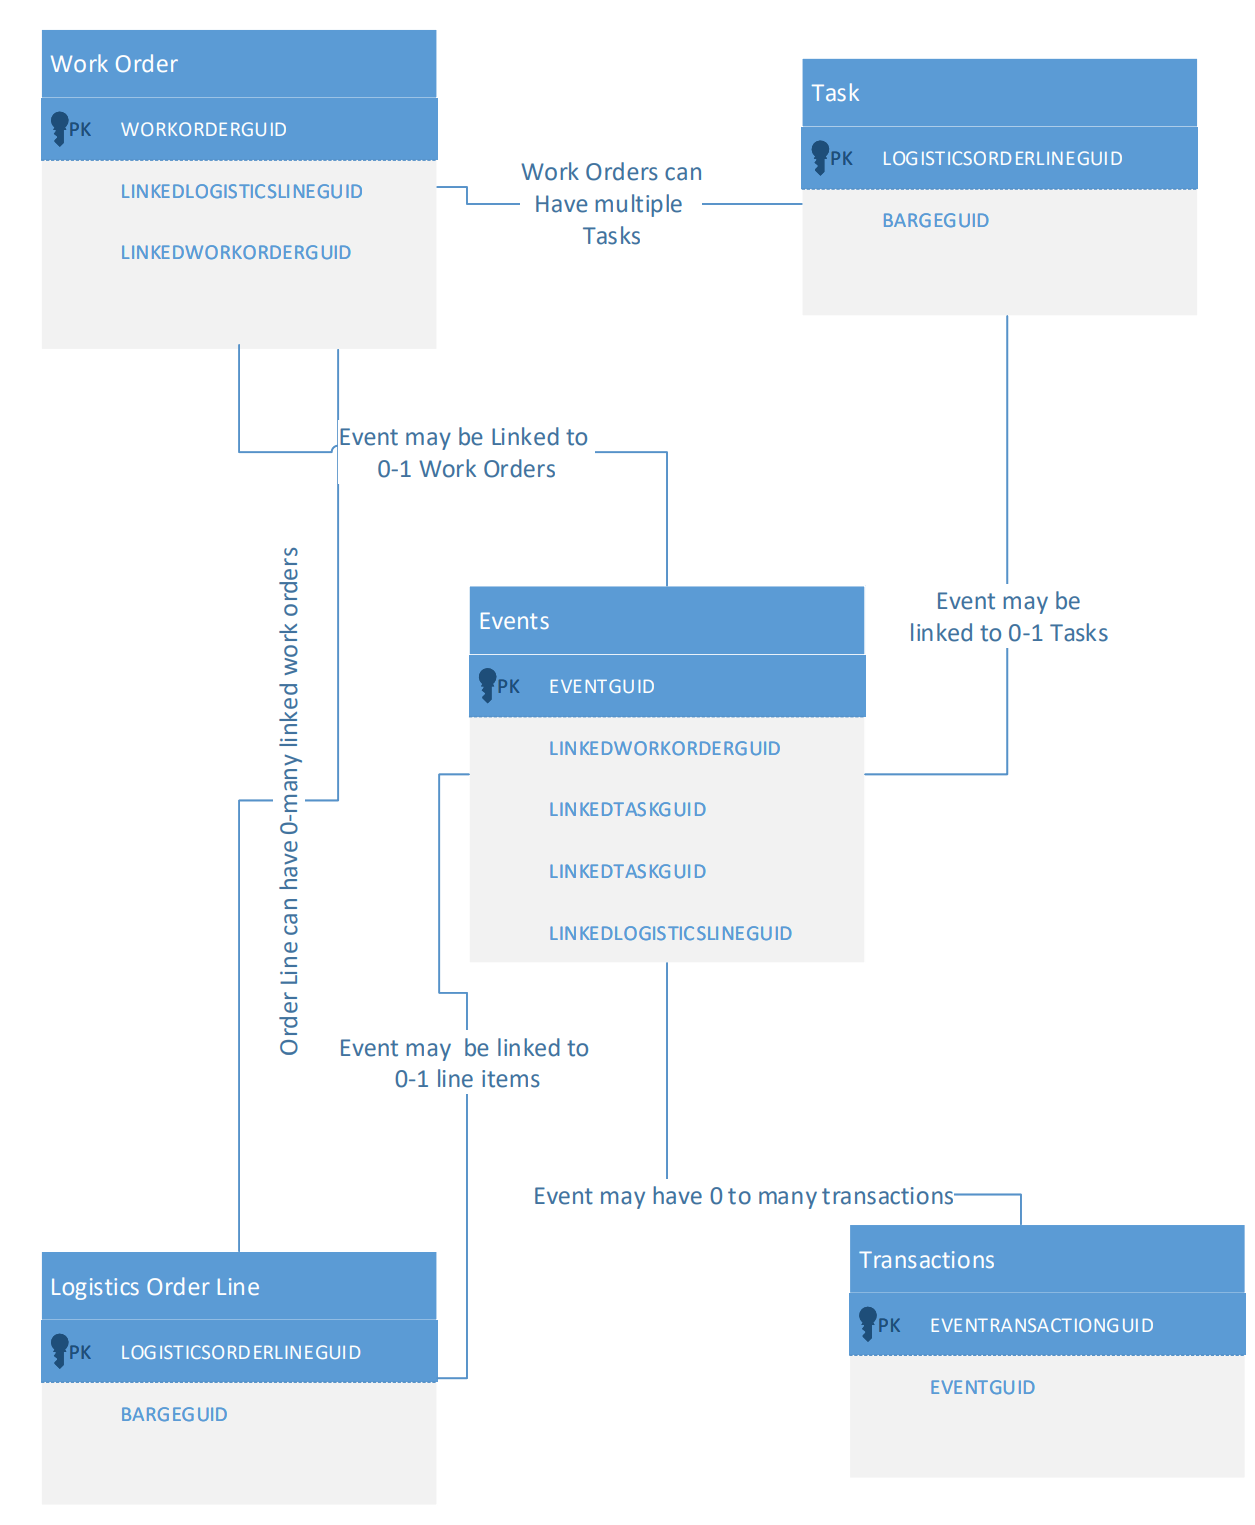 Work Order
PK WORKORDERGUID
LINKEDLOGISTICSLINEGUID
LINKEDWORKORDERGUID
Work Orders can
Have multiple
Tasks
Task
PK LOGISTICSORDERLINEGUID
BARGEGUID
Event may be Linked to
0-1 Work Orders
Event may be
linked to 0-1 Tasks
Order Line can have 0-many linked work orders
Events
PK EVENTGUID
LINKEDWORKORDERGUID
LINKEDTASKGUID
LINKEDTASKGUID
LINKEDLOGISTICSLINEGUID
Event may  be linked to
0-1 line items
Event may have 0 to many transactions
Logistics Order Line
PK LOGISTICSORDERLINEGUID
BARGEGUID
Transactions
PK EVENTRANSACTIONGUID
EVENTGUID